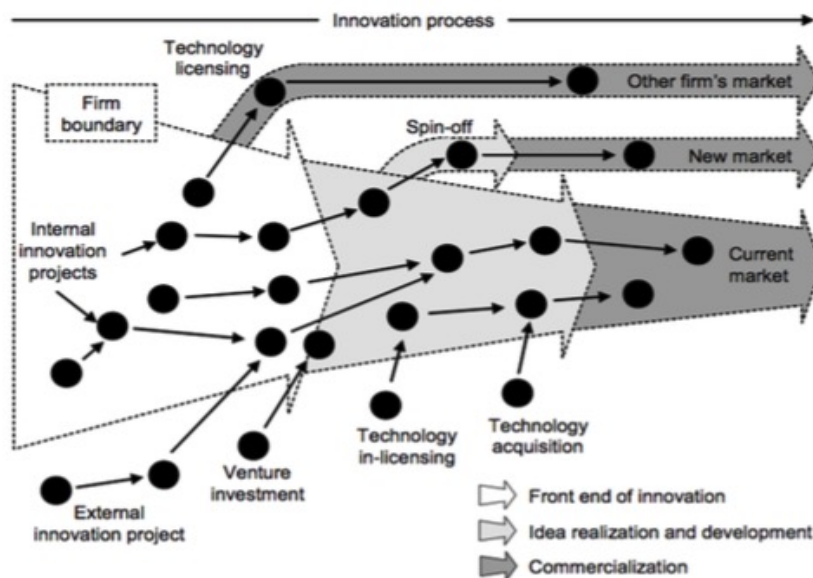 Innovation process
Technology
licensing
Other firm's market
Firm
boundary
Spin-off
New market
Internal
innovation
projects
Current
market
Technology
in-licensing
Technology
acquisition
Venture
investment
External
innovation project
Front end of innovation
Idea realization and development
Commercialization